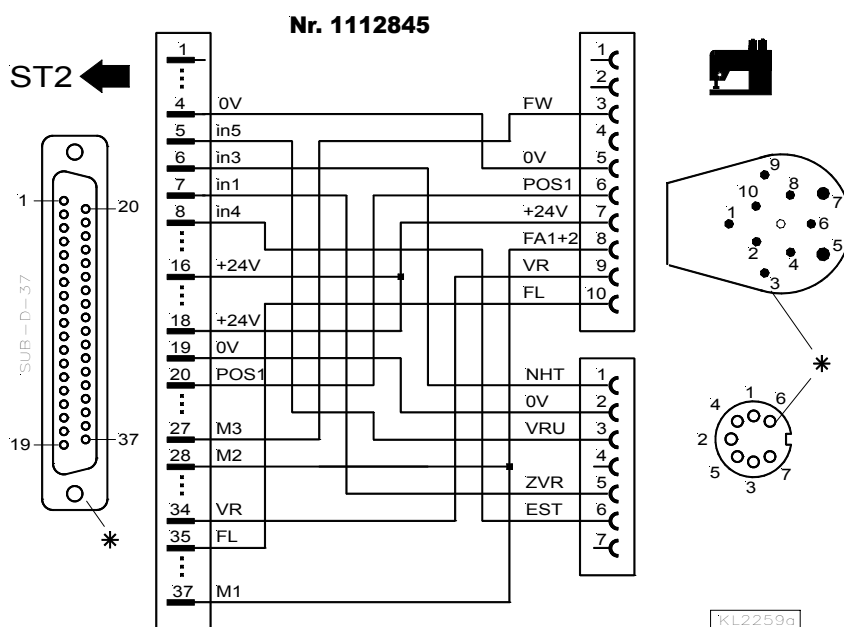 Nr. 1112845
ST2
1
4 0V
5 in5
6 in3
7 in1
8 in4
16 +24V
18 +24V
19 0V
20 POS1
27 M3
28 M2
34 VR
35 FL
37 M1
1
2
FW 3
4
0V 5
POS1 6
+24V 7
FA1+2 8
VR 9
FL 10
NHT 1
0V 2
VRU 3
4
ZVR 5
EST 6
7
1
20
SUB-D-37
19
37
9
10 8 7
1 6
2 4 5
3
1
4 6
2
5 7
3
KL2259a